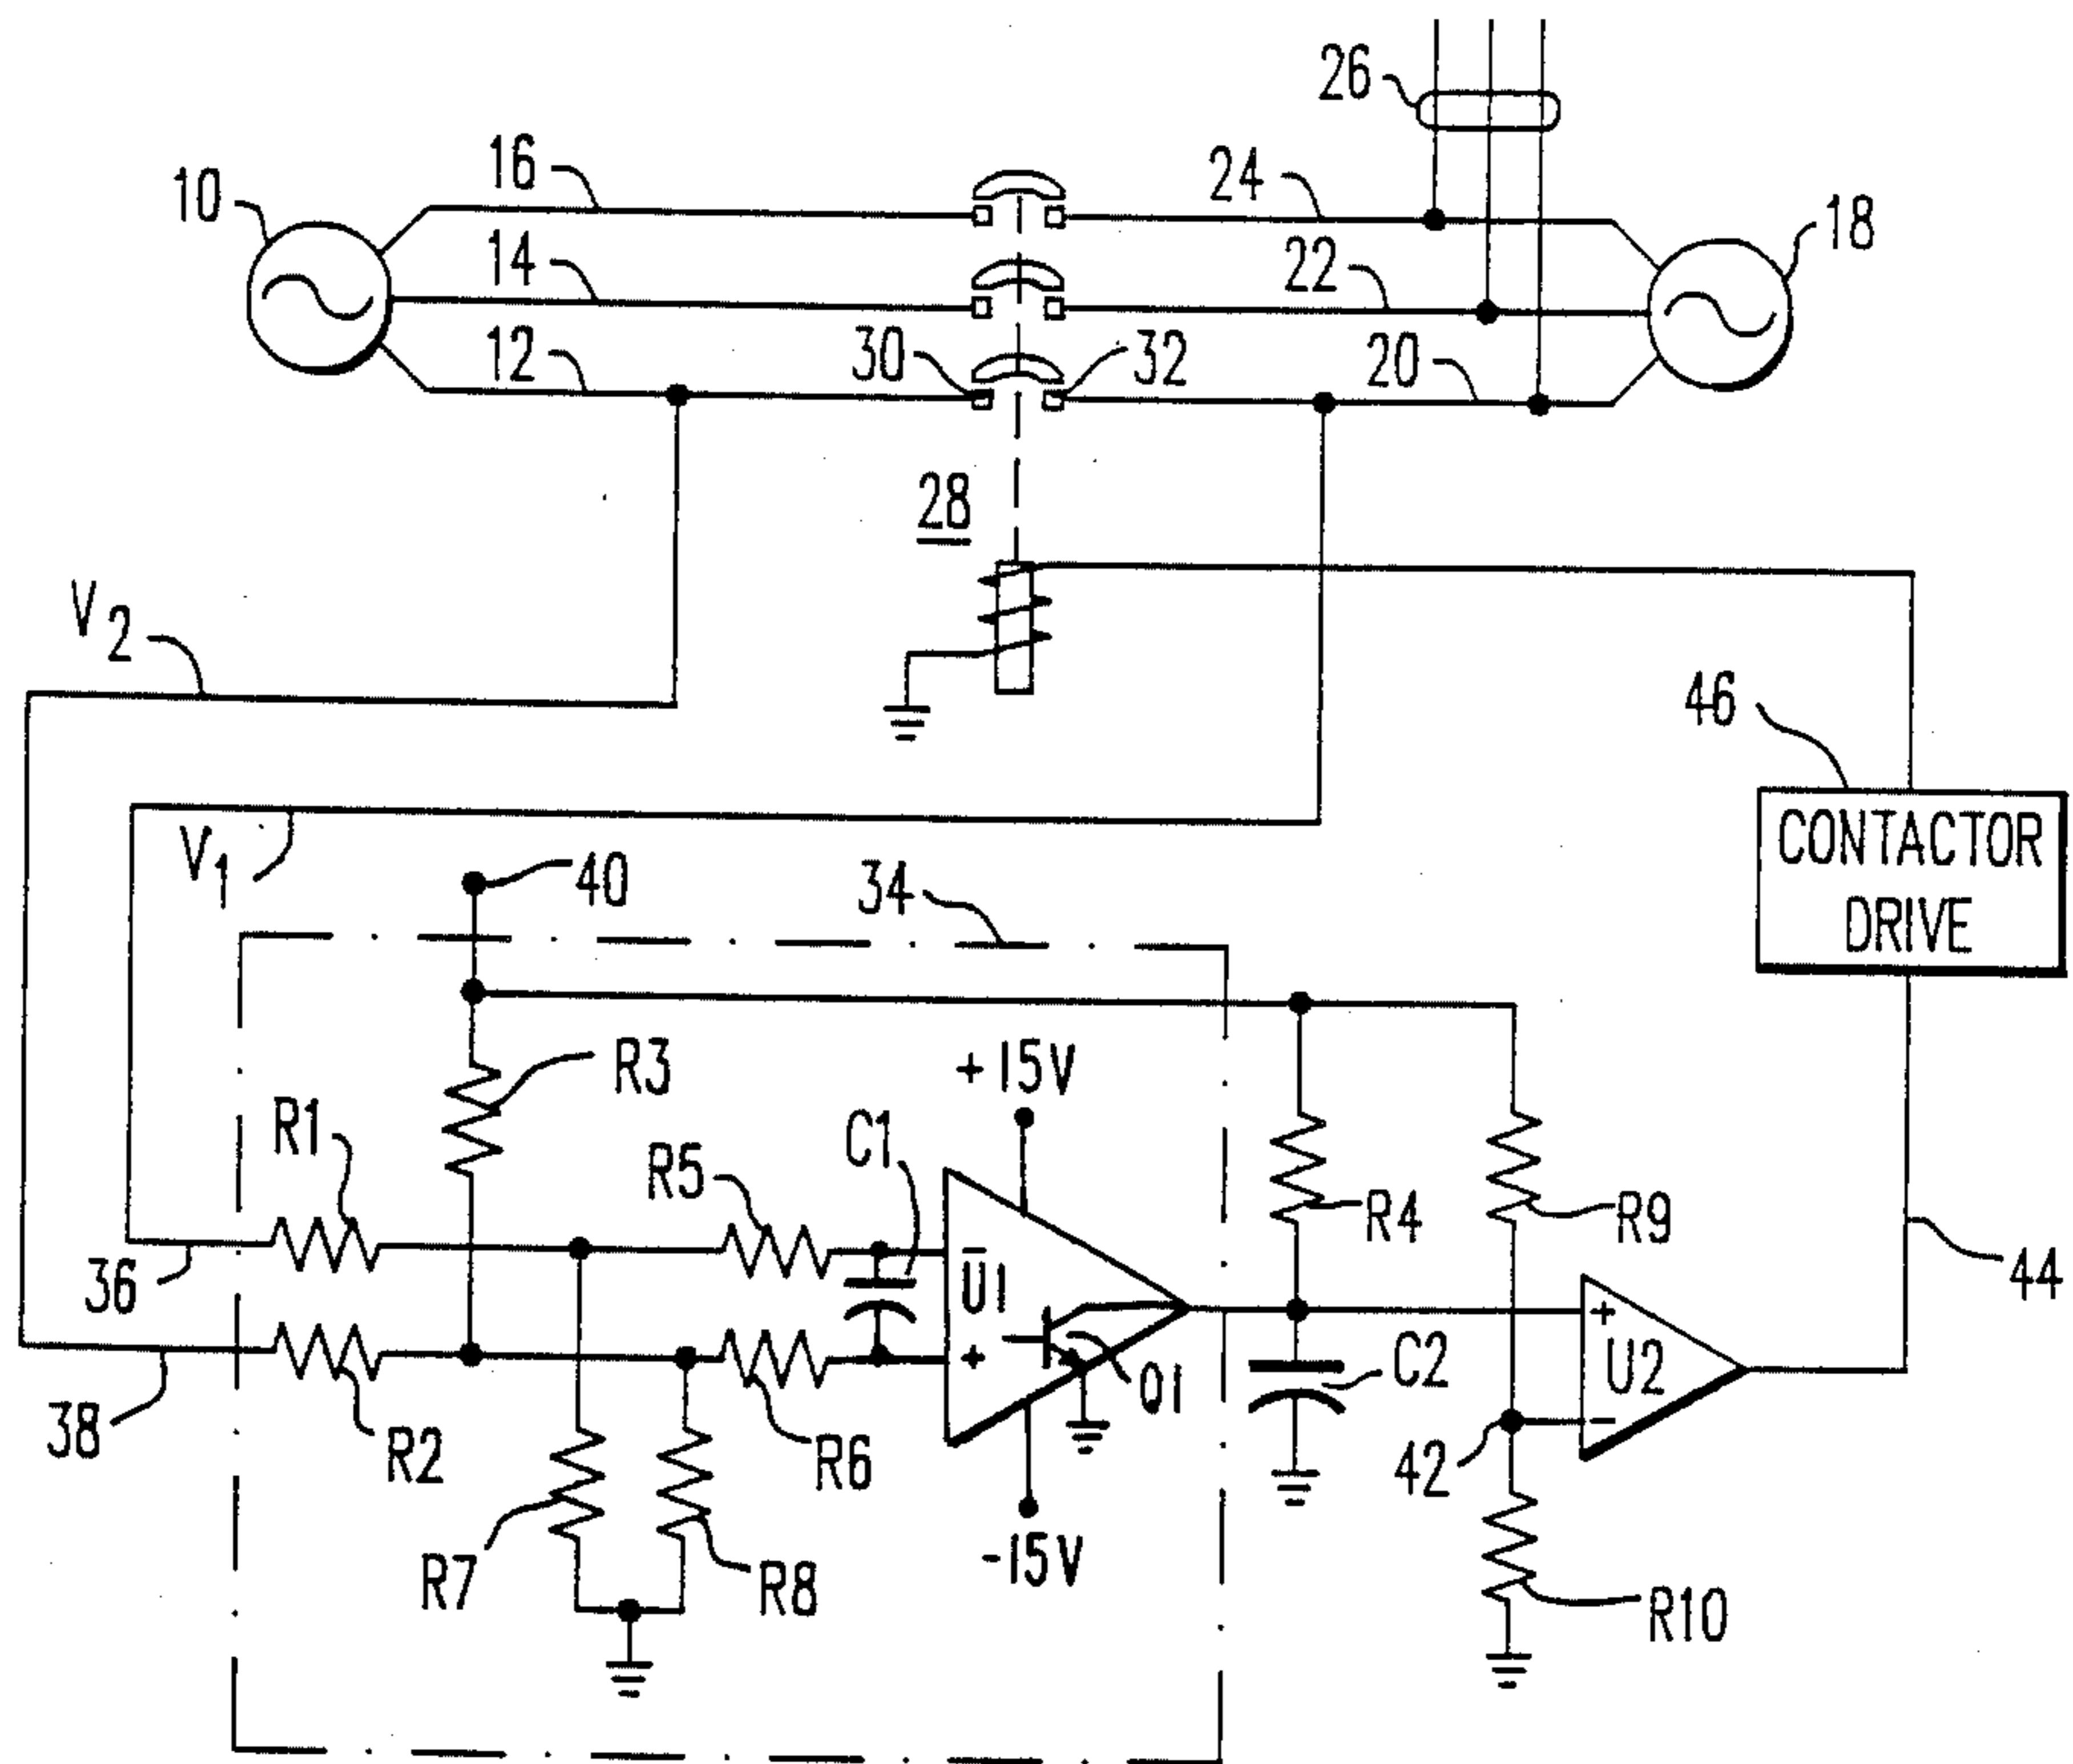 26
16
24
10
18
14
22
12
30
32
20
28
V2
46
V1
40
34
CONTACTOR
DRIVE
R3
+15V
R1
C1
R5
R4
R9
36
-
U1
+
44
+
U2
-
Q1
C2
38
R2
R6
42
R7
R8
-15V
R10